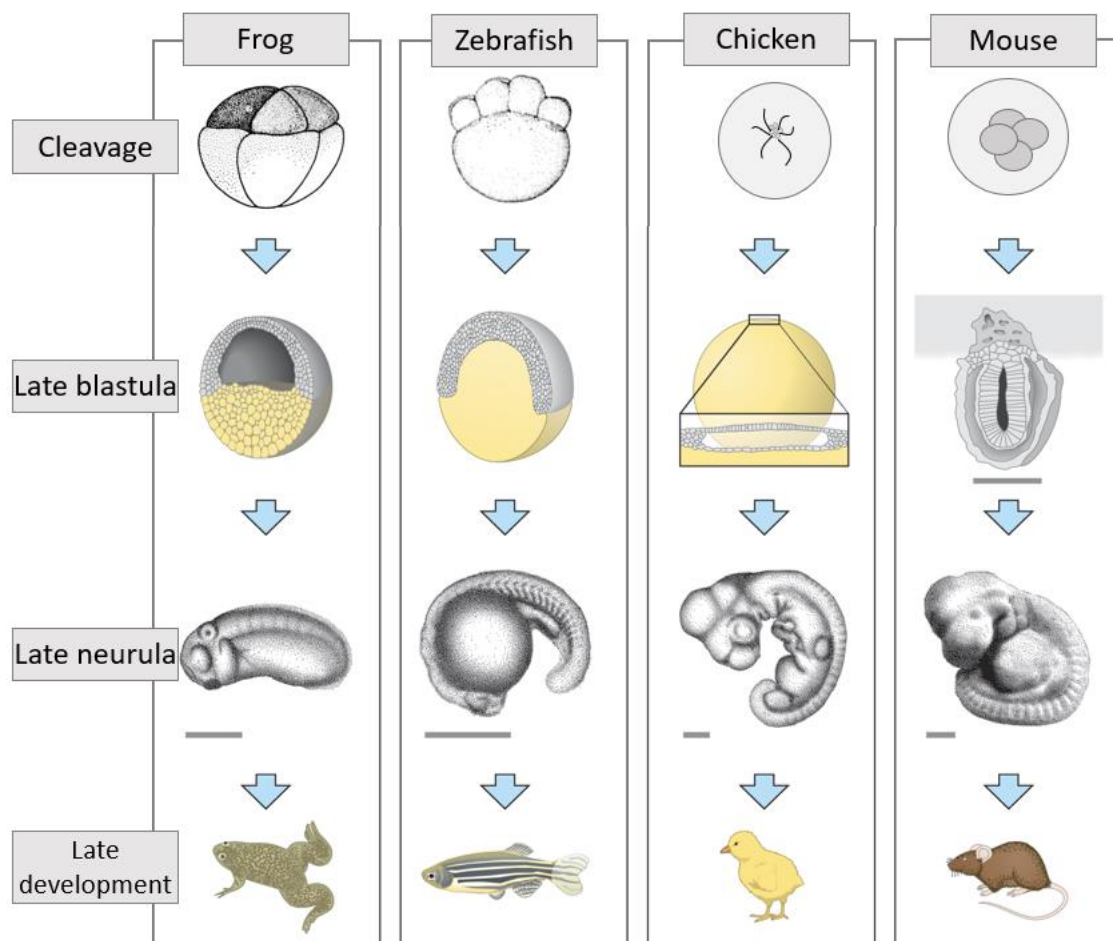 Frog
Zebrafish
Chicken
Mouse
Cleavage
Late blastula
Late neurula
Late
development